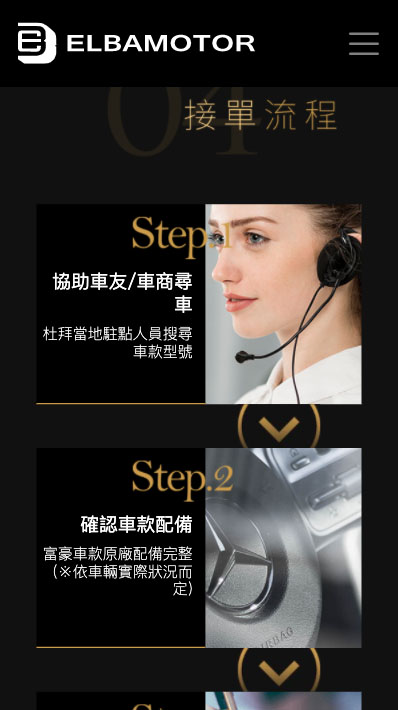 ELBAMOTOR
04
接單流程
Step.1
協助車友/車商尋
車
杜拜當地駐點人員搜尋
車款型號
Step.2
確認車款配備
富豪車款原廠配備完整
(※依車輛實際狀況而
定)